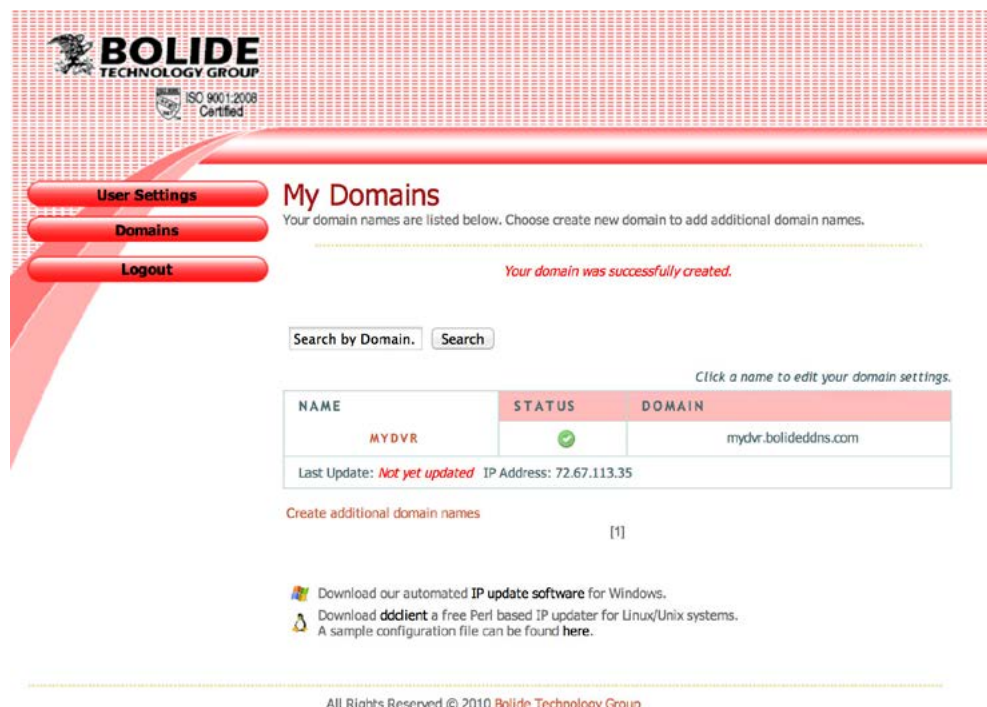 BOLIDE
TECHNOLOGY GROUP
ISO 9001:2008
Certified
User Settings
Domains
Logout
My Domains
Your domain names are listed below. Choose create new domain to add additional domain names.
Your domain was successfully created.
Search by Domain. Search
Click a name to edit your domain settings.
NAME STATUS DOMAIN
MYDVR mydvr.bolideddns.com
Last Update: Not yet updated IP Address: 72.67.113.35
Create additional domain names
[1]
Download our automated IP update software for Windows.
Download ddclient a free Perl based IP updater for Linux/Unix systems.
A sample configuration file can be found here.
All Rights Reserved © 2010 Bolide Technology Group